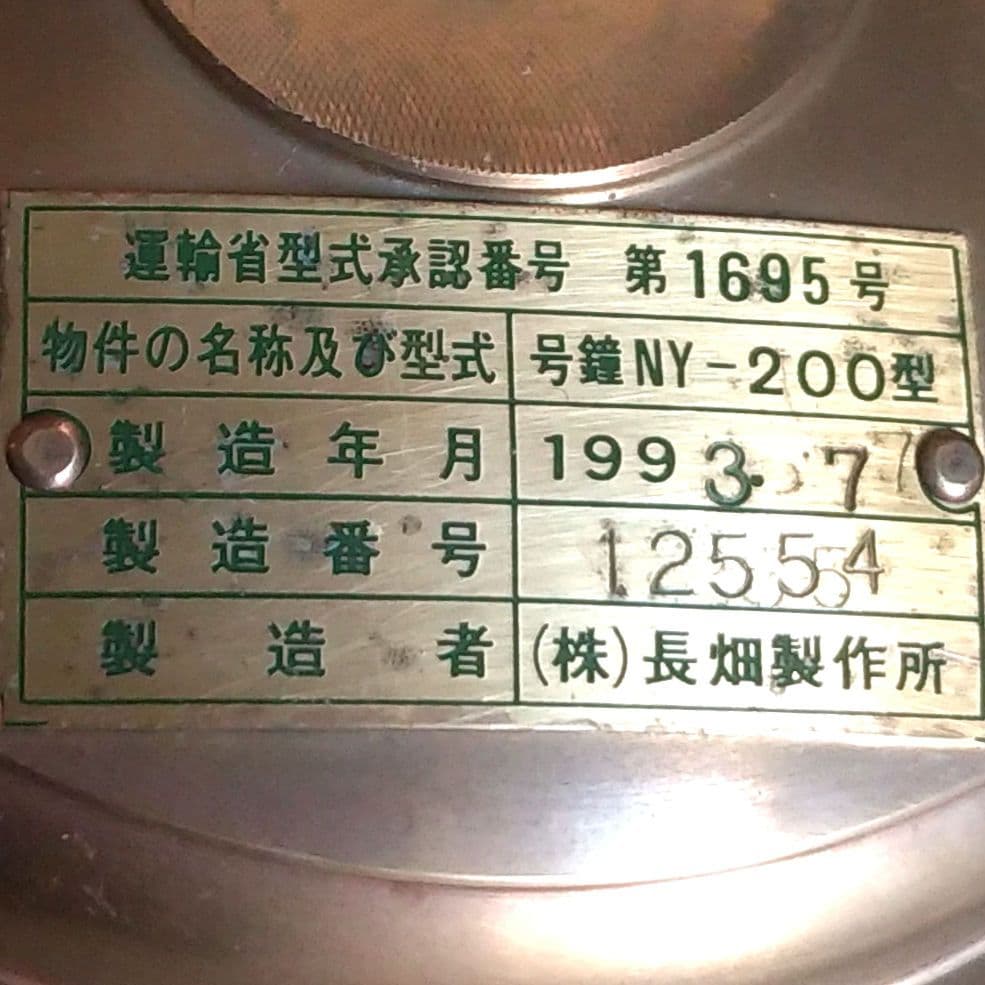 運輸省型式承認番号 第1695号
物件の名称及び型式 号鐘NY-200型
製造年月 1993.7
製造番号 12554
製造者 (株)長畑製作所